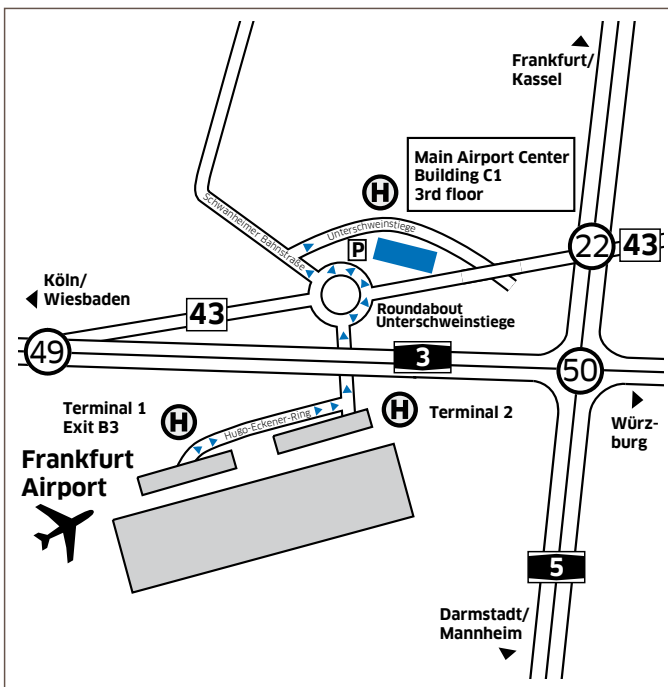 Frankfurt/
Kassel
Main Airport Center
Building C1
3rd floor
H
Schwanheimer Bahnstraße
Unterschweinstiege
P
22
43
Köln/
Wiesbaden
43
Roundabout
Unterschweinstiege
49
3
50
Terminal 1
Exit B3
H
Hugo-Eckener-Ring
H
Terminal 2
Würz-
burg
Frankfurt
Airport
5
Darmstadt/
Mannheim